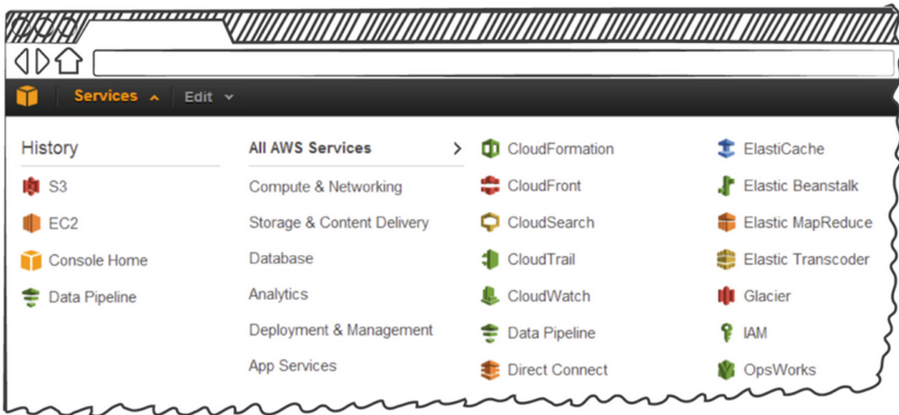 Services Edit
History
S3
EC2
Console Home
Data Pipeline
All AWS Services
Compute & Networking
Storage & Content Delivery
Database
Analytics
Deployment & Management
App Services
CloudFormation
CloudFront
CloudSearch
CloudTrail
CloudWatch
Data Pipeline
Direct Connect
ElastiCache
Elastic Beanstalk
Elastic MapReduce
Elastic Transcoder
Glacier
IAM
OpsWorks